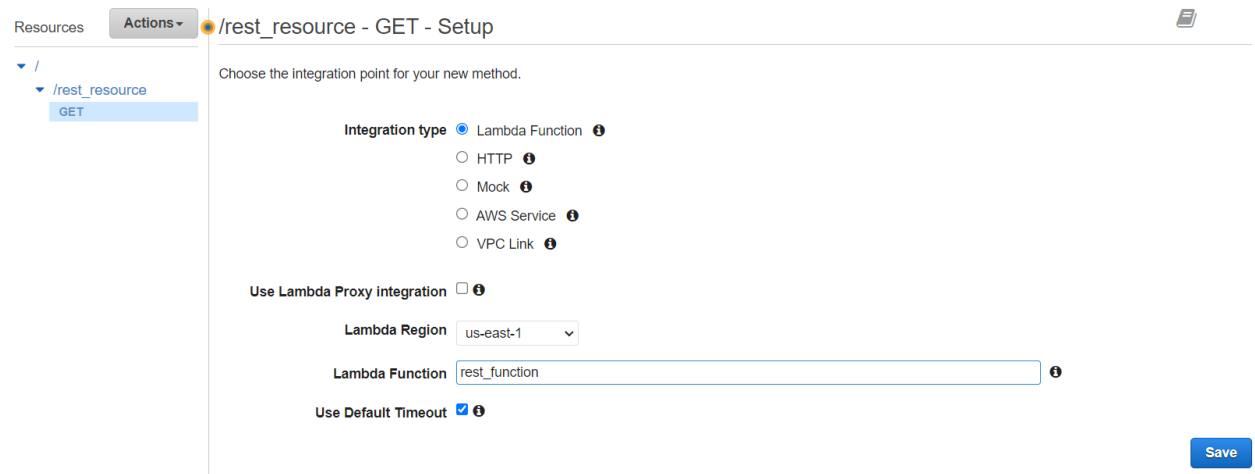 Resources
Actions
/rest_resource - GET - Setup
/
/rest_resource
GET
Choose the integration point for your new method.
Integration type
Lambda Function
HTTP
Mock
AWS Service
VPC Link
Use Lambda Proxy integration
Lambda Region us-east-1
Lambda Function rest_function
Use Default Timeout
Save